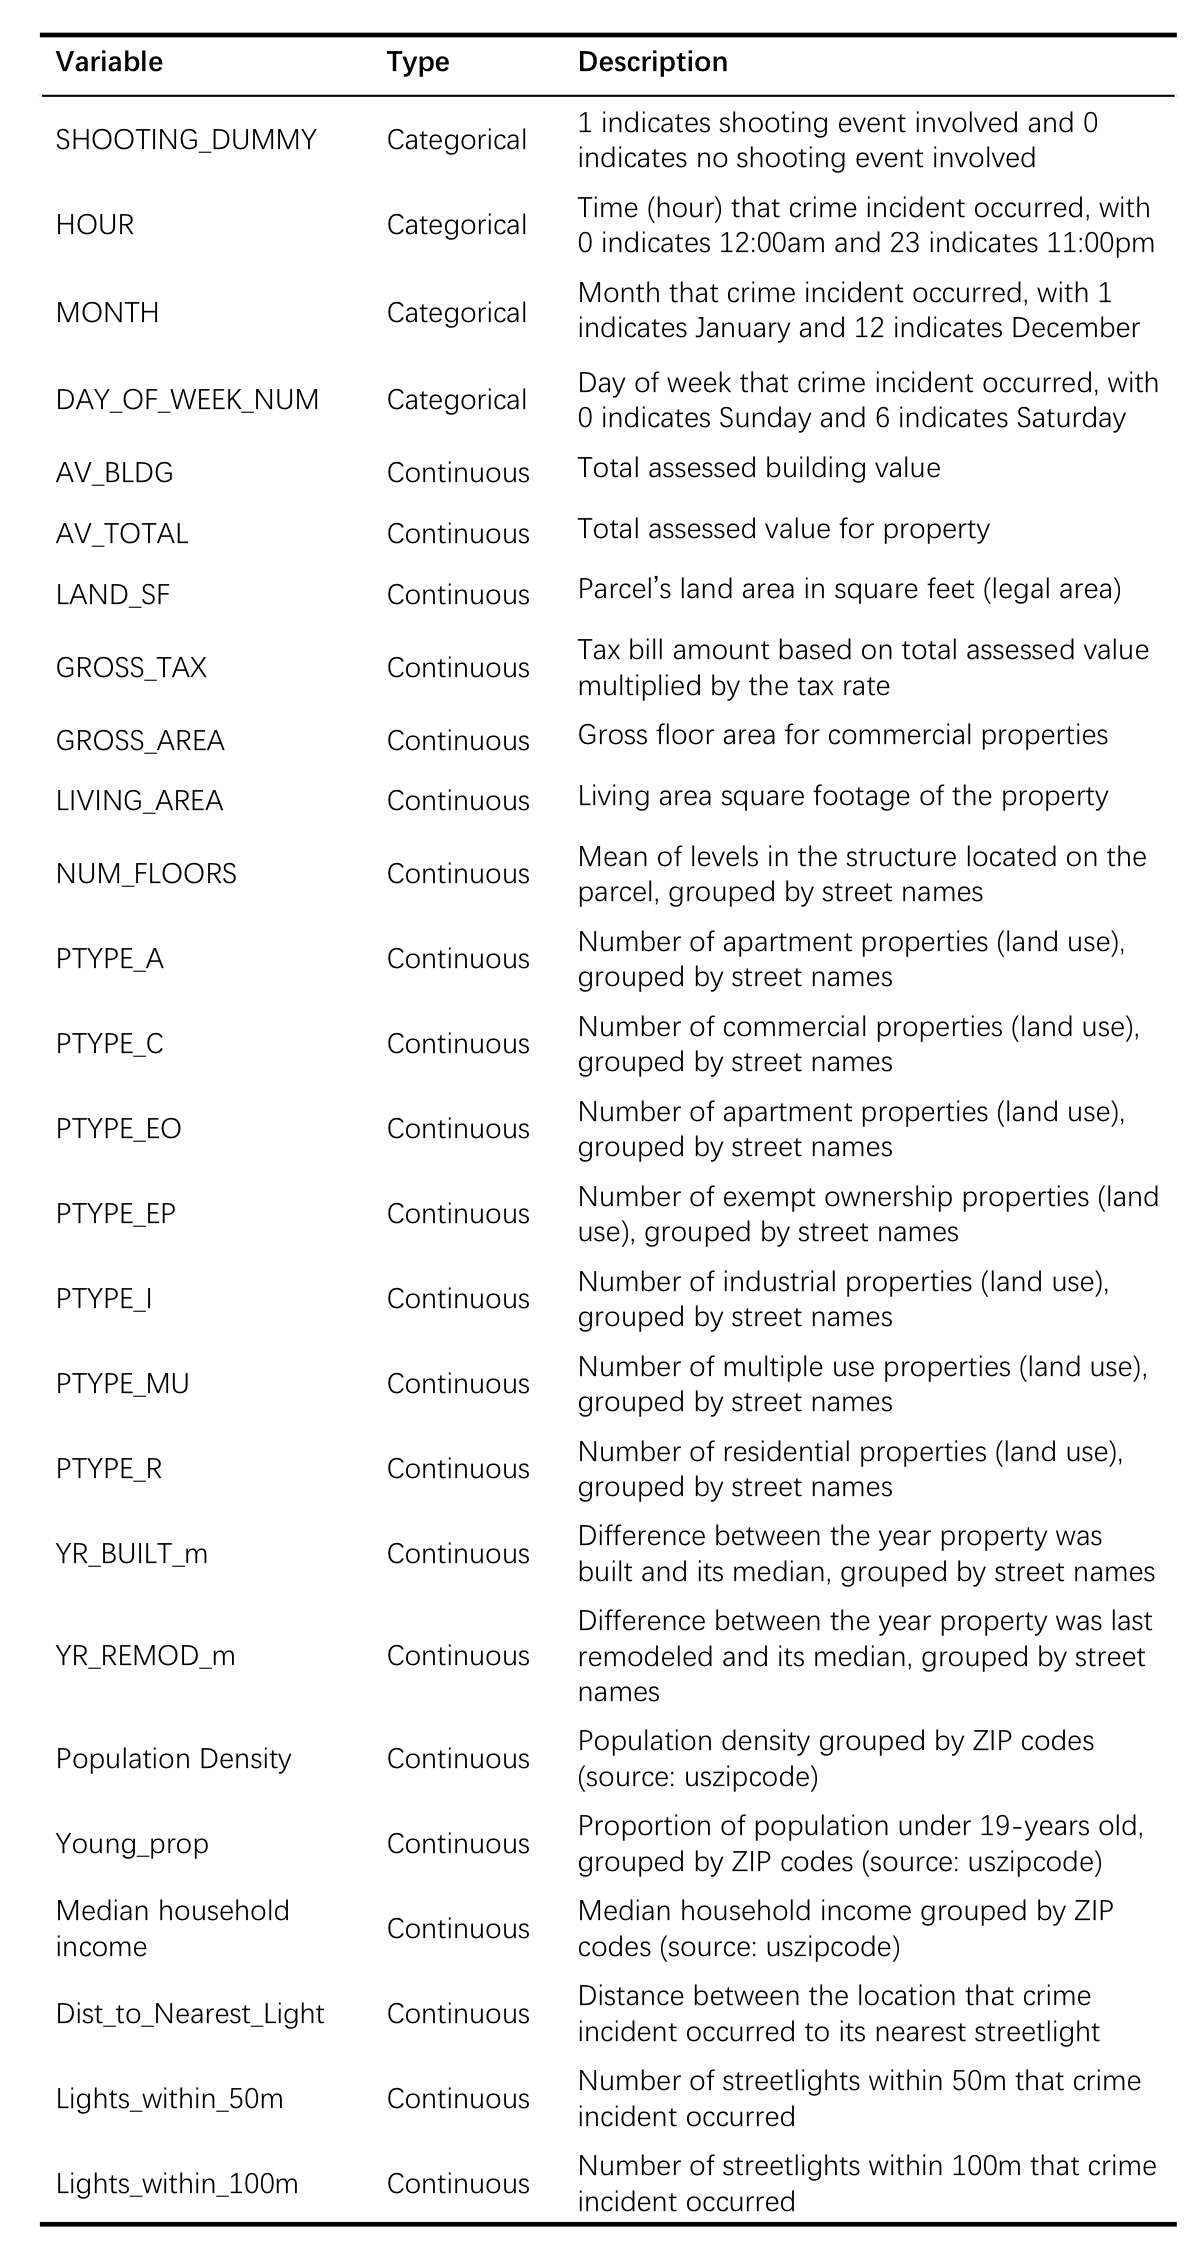 Variable Type Description
SHOOTING_DUMMY Categorical 1 indicates shooting event involved and 0
indicates no shooting event involved
HOUR Categorical Time (hour) that crime incident occurred, with
0 indicates 12:00am and 23 indicates 11:00pm
MONTH Categorical Month that crime incident occurred, with 1
indicates January and 12 indicates December
DAY_OF_WEEK_NUM Categorical Day of week that crime incident occurred, with
0 indicates Sunday and 6 indicates Saturday
AV_BLDG Continuous Total assessed building value
AV_TOTAL Continuous Total assessed value for property
LAND_SF Continuous Parcel’s land area in square feet (legal area)
GROSS_TAX Continuous Tax bill amount based on total assessed value
multiplied by the tax rate
GROSS_AREA Continuous Gross floor area for commercial properties
LIVING_AREA Continuous Living area square footage of the property
NUM_FLOORS Continuous Mean of levels in the structure located on the
parcel, grouped by street names
PTYPE_A Continuous Number of apartment properties (land use),
grouped by street names
PTYPE_C Continuous Number of commercial properties (land use),
grouped by street names
PTYPE_EO Continuous Number of apartment properties (land use),
grouped by street names
PTYPE_EP Continuous Number of exempt ownership properties (land
use), grouped by street names
PTYPE_I Continuous Number of industrial properties (land use),
grouped by street names
PTYPE_MU Continuous Number of multiple use properties (land use),
grouped by street names
PTYPE_R Continuous Number of residential properties (land use),
grouped by street names
YR_BUILT_m Continuous Difference between the year property was
built and its median, grouped by street names
YR_REMOD_m Continuous Difference between the year property was last
remodeled and its median, grouped by street
names
Population Density Continuous Population density grouped by ZIP codes
(source: uszipcode)
Young_prop Continuous Proportion of population under 19-years old,
grouped by ZIP codes (source: uszipcode)
Median household
income Continuous Median household income grouped by ZIP
codes (source: uszipcode)
Dist_to_Nearest_Light Continuous Distance between the location that crime
incident occurred to its nearest streetlight
Lights_within_50m Continuous Number of streetlights within 50m that crime
incident occurred
Lights_within_100m Continuous Number of streetlights within 100m that crime
incident occurred